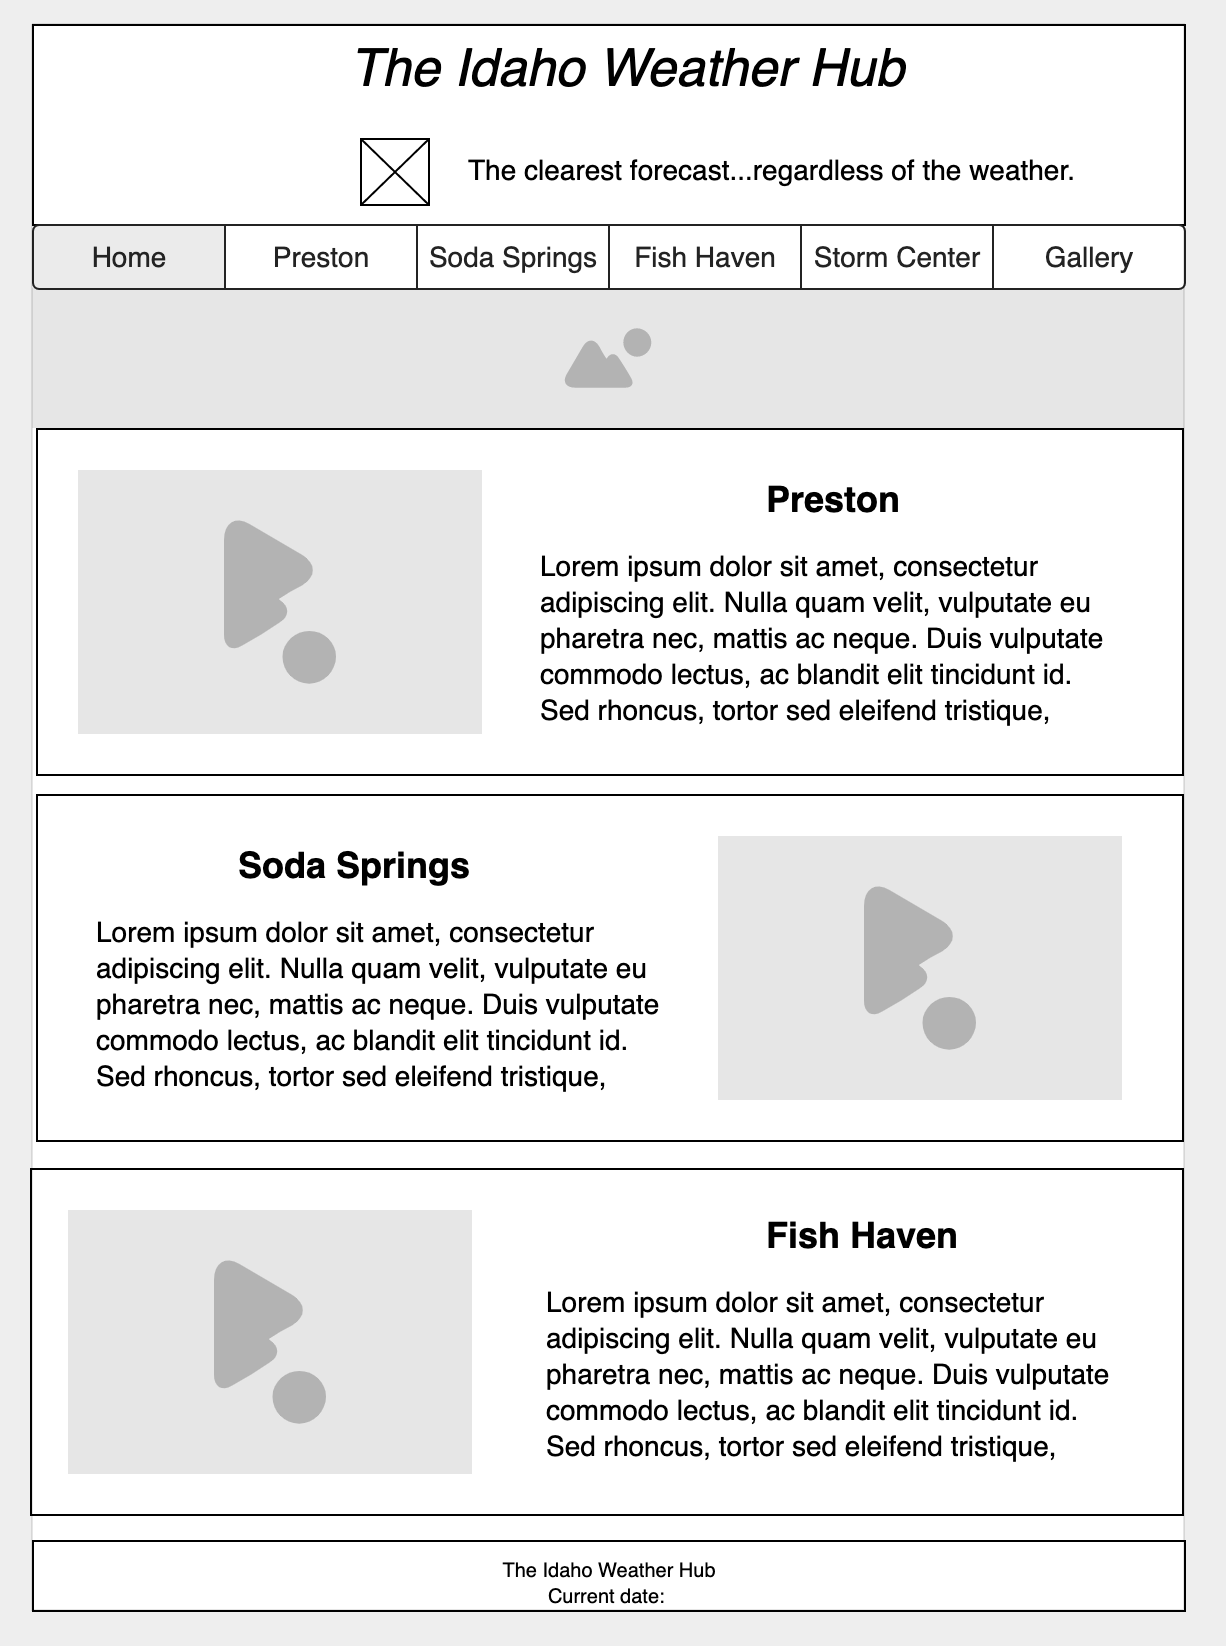 The Idaho Weather Hub
The clearest forecast...regardless of the weather.
Home
Preston
Soda Springs
Fish Haven
Storm Center
Gallery
Preston
Lorem ipsum dolor sit amet, consectetur
adipiscing elit. Nulla quam velit, vulputate eu
pharetra nec, mattis ac neque. Duis vulputate
commodo lectus, ac blandit elit tincidunt id.
Sed rhoncus, tortor sed eleifend tristique,
Soda Springs
Lorem ipsum dolor sit amet, consectetur
adipiscing elit. Nulla quam velit, vulputate eu
pharetra nec, mattis ac neque. Duis vulputate
commodo lectus, ac blandit elit tincidunt id.
Sed rhoncus, tortor sed eleifend tristique,
Fish Haven
Lorem ipsum dolor sit amet, consectetur
adipiscing elit. Nulla quam velit, vulputate eu
pharetra nec, mattis ac neque. Duis vulputate
commodo lectus, ac blandit elit tincidunt id.
Sed rhoncus, tortor sed eleifend tristique,
The Idaho Weather Hub
Current date: